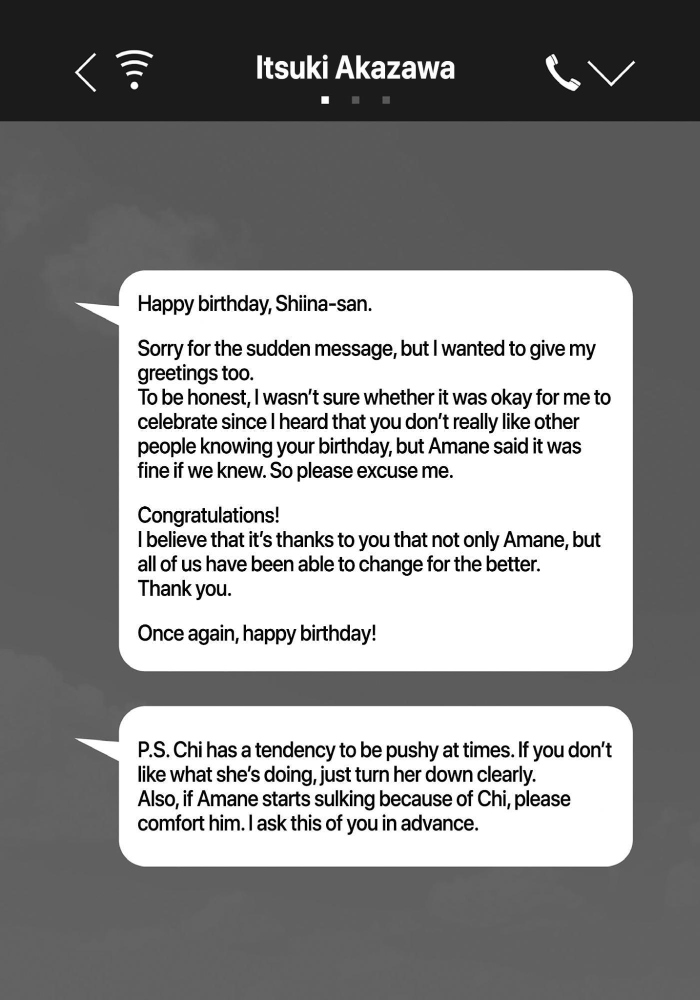 Itsuki Akazawa
Happy birthday, Shiina-san.
Sorry for the sudden message, but I wanted to give my
greetings too.
To be honest, I wasn’t sure whether it was okay for me to
celebrate since I heard that you don’t really like other
people knowing your birthday, but Amane said it was
fine if we knew. So please excuse me.
Congratulations!
I believe that it’s thanks to you that not only Amane, but
all of us have been able to change for the better.
Thank you.
Once again, happy birthday!
P.S. Chi has a tendency to be pushy at times. If you don’t
like what she’s doing, just turn her down clearly.
Also, if Amane starts sulking because of Chi, please
comfort him. I ask this of you in advance.